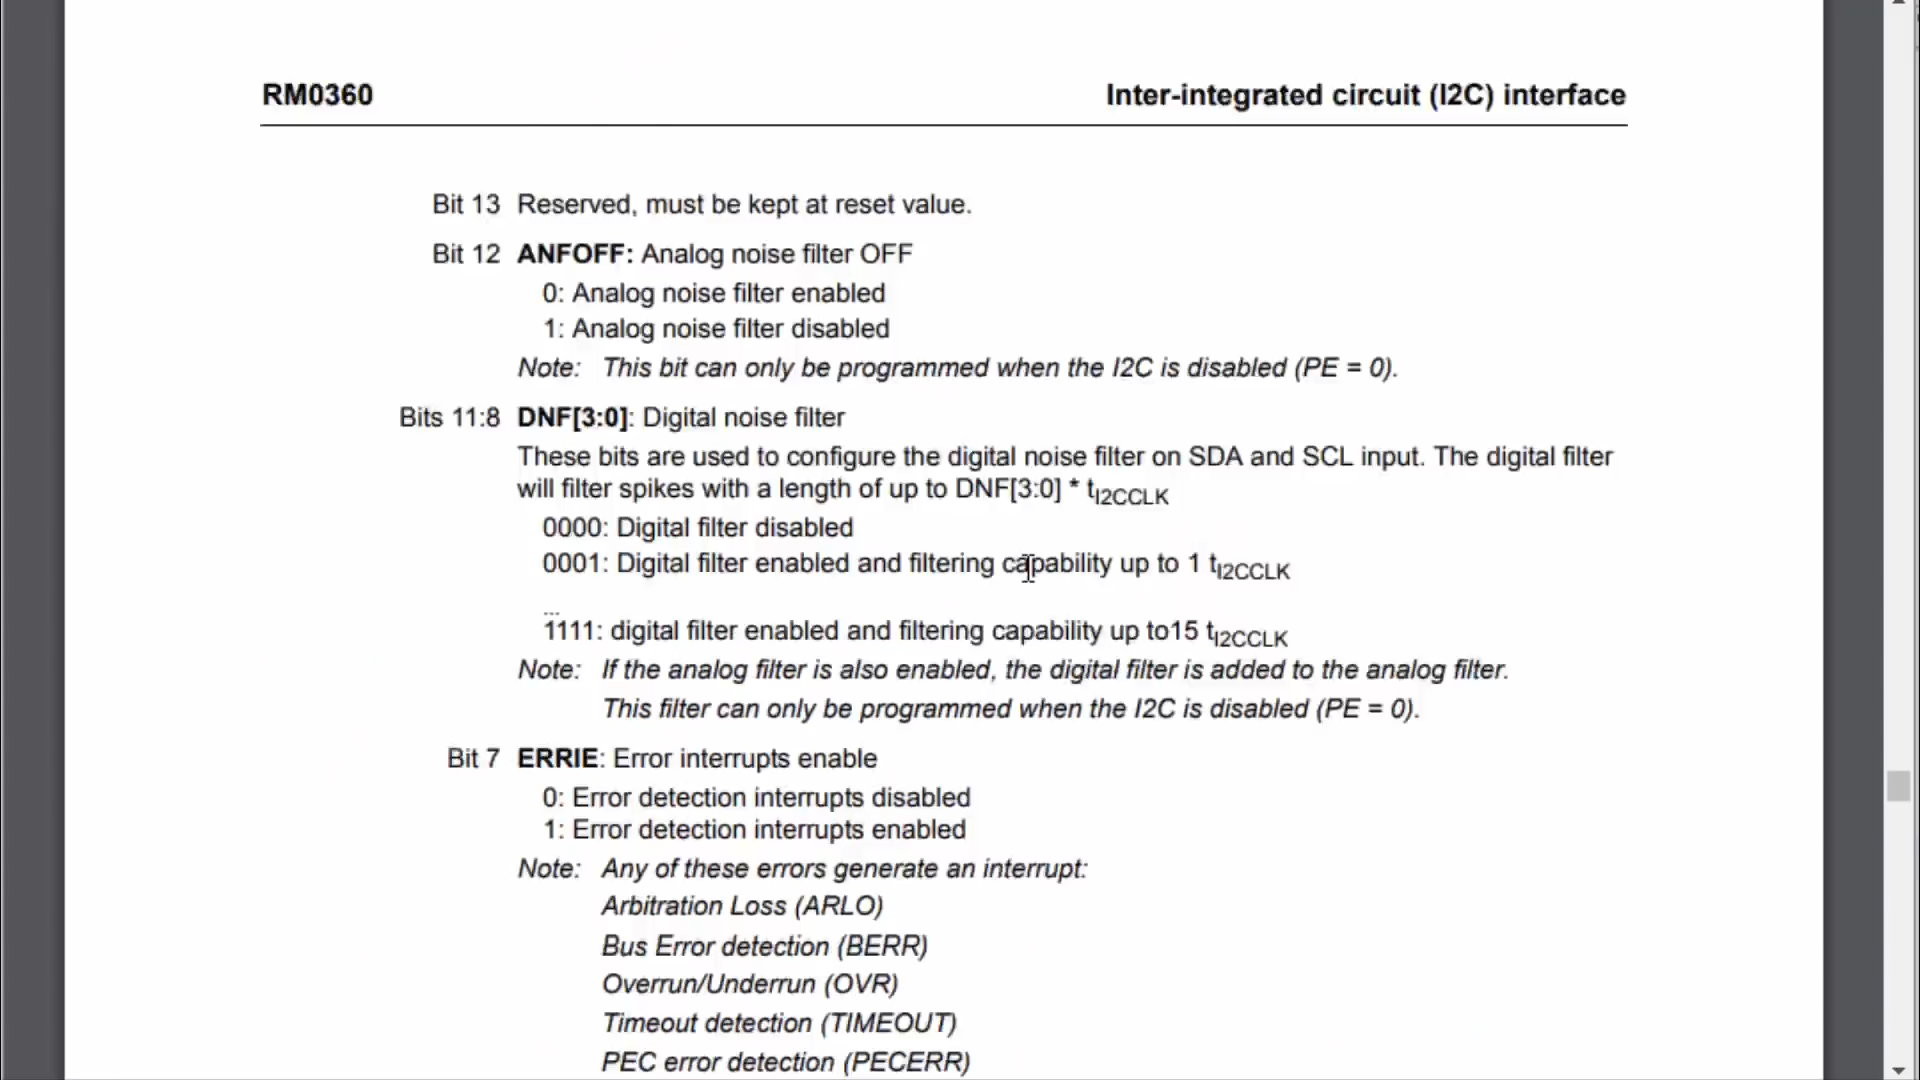 RM0360 Inter-integrated circuit (I2C) interface
Bit 13 Reserved, must be kept at reset value.
Bit 12 ANFOFF: Analog noise filter OFF
0: Analog noise filter enabled
1: Analog noise filter disabled
Note: This bit can only be programmed when the I2C is disabled (PE = 0).
Bits 11:8 DNF[3:0]: Digital noise filter
These bits are used to configure the digital noise filter on SDA and SCL input. The digital filter
will filter spikes with a length of up to DNF[3:0] * tI2CCLK
0000: Digital filter disabled
0001: Digital filter enabled and filtering capability up to 1 tI2CCLK
...
1111: digital filter enabled and filtering capability up to15 tI2CCLK
Note: If the analog filter is also enabled, the digital filter is added to the analog filter.
This filter can only be programmed when the I2C is disabled (PE = 0).
Bit 7 ERRIE: Error interrupts enable
0: Error detection interrupts disabled
1: Error detection interrupts enabled
Note: Any of these errors generate an interrupt:
Arbitration Loss (ARLO)
Bus Error detection (BERR)
Overrun/Underrun (OVR)
Timeout detection (TIMEOUT)
PEC error detection (PECERR)